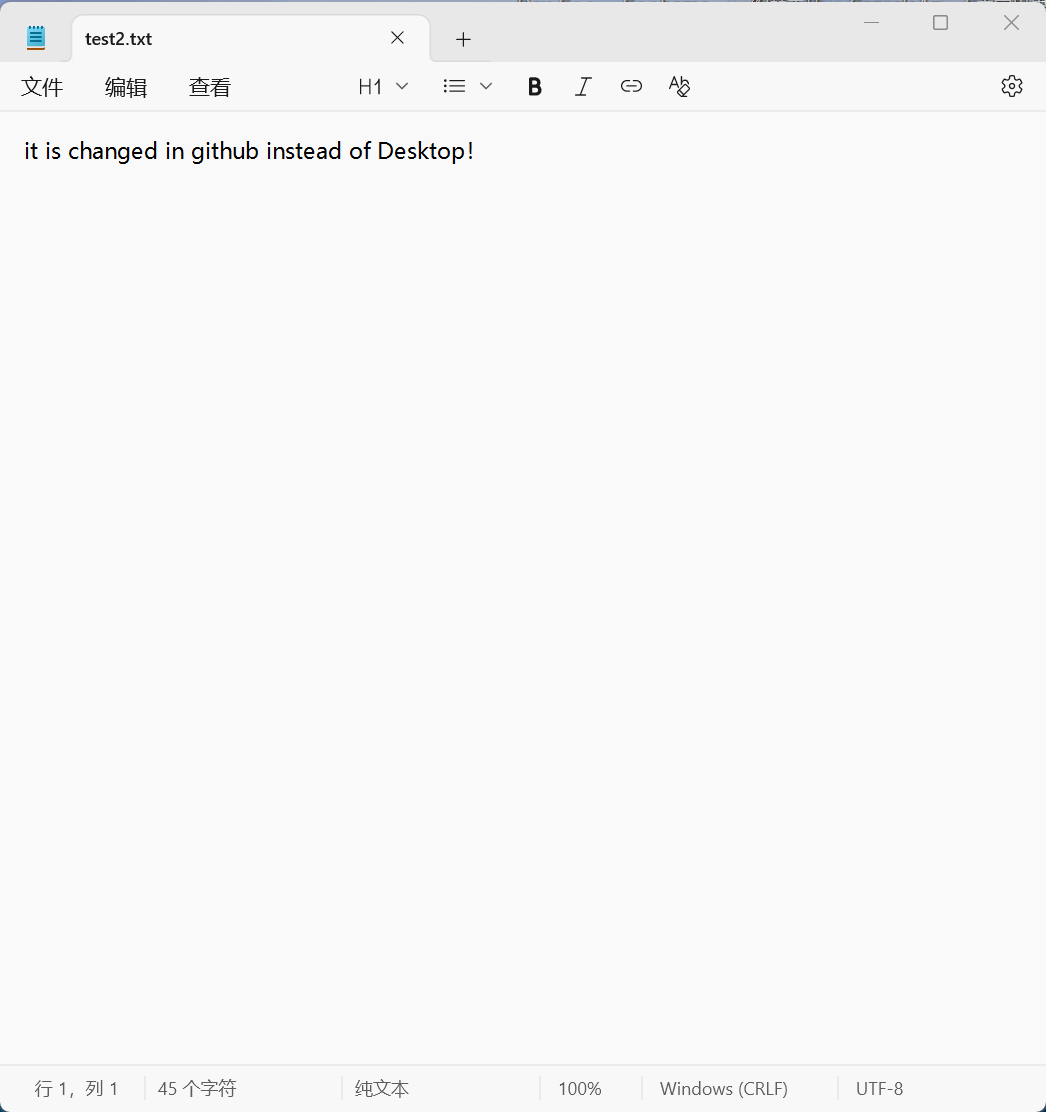 test2.txt
文件 编辑 查看 H1 B I
it is changed in github instead of Desktop!
行 1，列 1 45 个字符 纯文本 100% Windows (CRLF) UTF-8